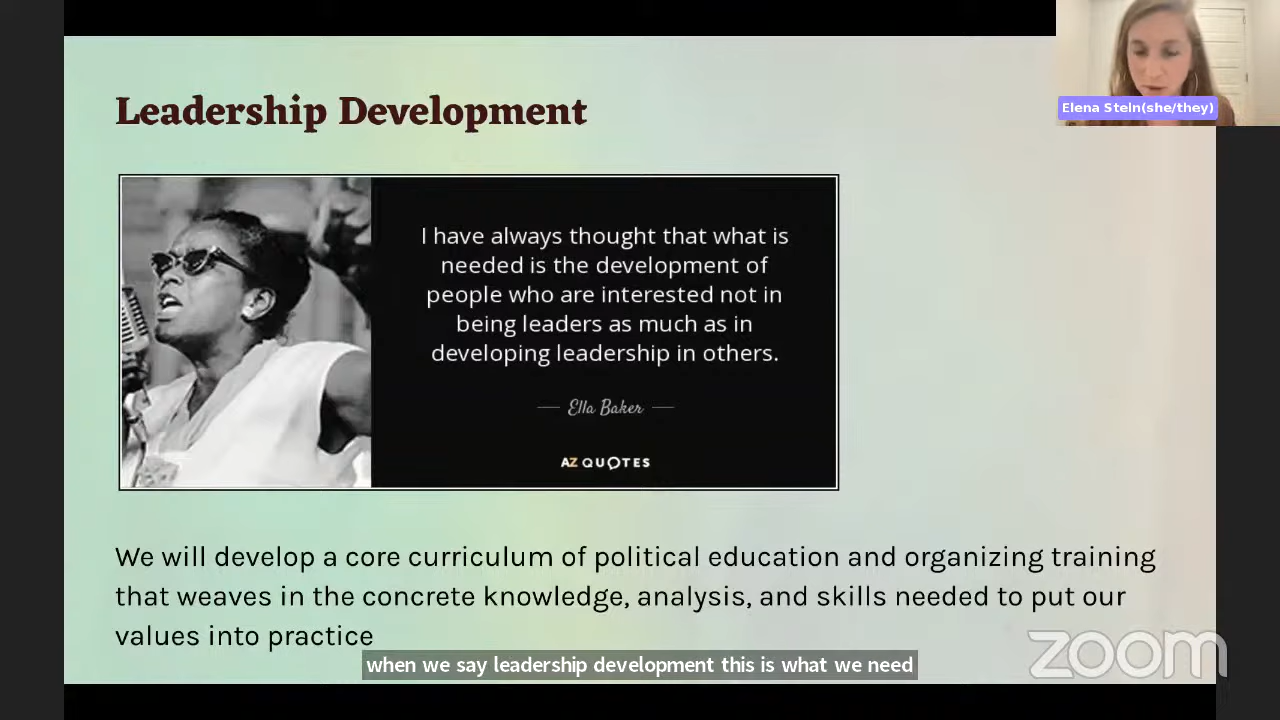 Leadership Development
Elena Stein(she/they)
I have always thought that what is
needed is the development of
people who are interested not in
being leaders as much as in
developing leadership in others.
Ella Baker
AZ QUOTES
We will develop a core curriculum of political education and organizing training
that weaves in the concrete knowledge, analysis, and skills needed to put our
values into practice
when we say leadership development this is what we need
zoom